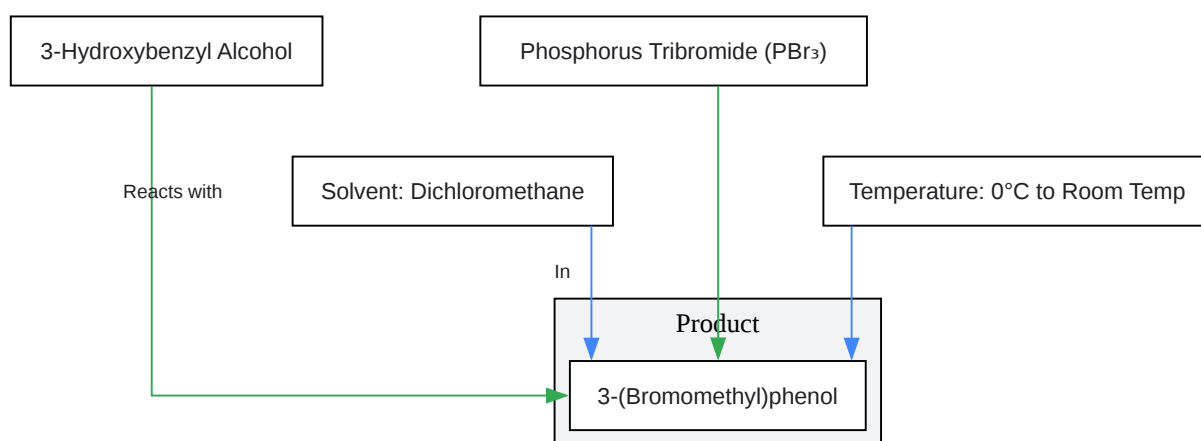 3-Hydroxybenzyl Alcohol
Phosphorus Tribromide (PBr₃)
Reacts with
Solvent: Dichloromethane
Temperature: 0°C to Room Temp
In
Product
3-(Bromomethyl)phenol